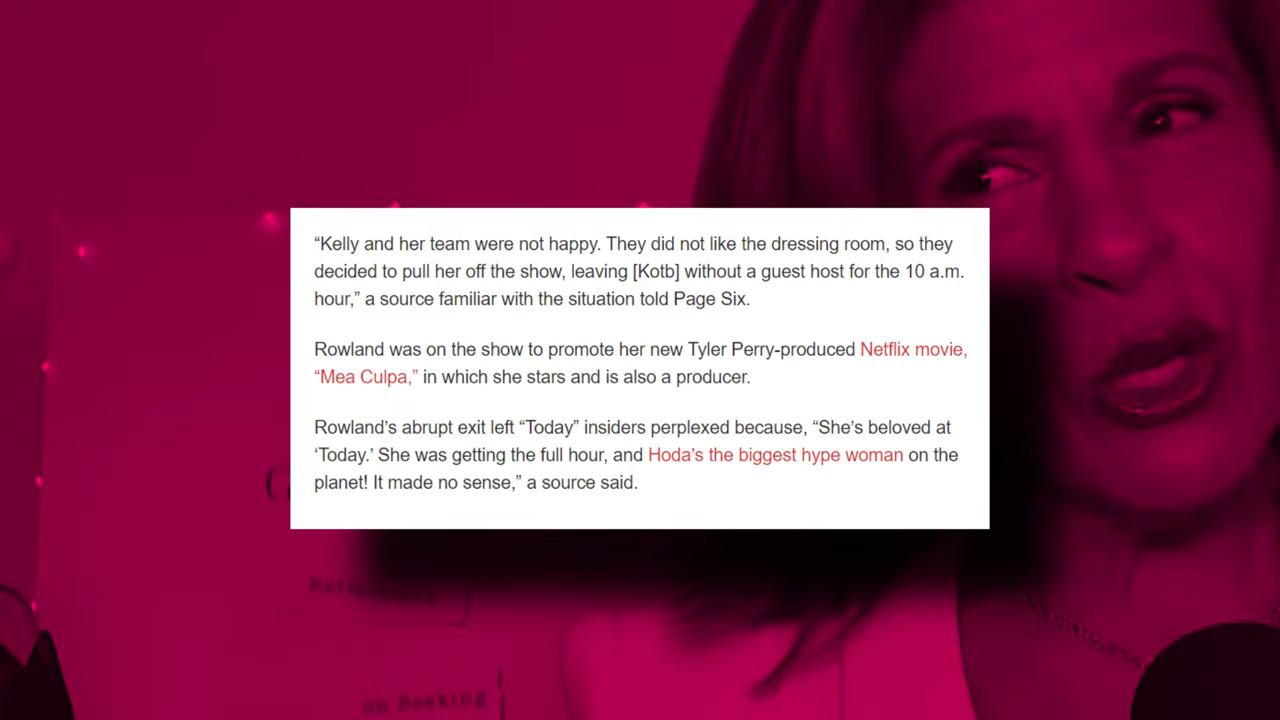 “Kelly and her team were not happy. They did not like the dressing room, so they
decided to pull her off the show, leaving [Kotb] without a guest host for the 10 a.m.
hour,” a source familiar with the situation told Page Six.
Rowland was on the show to promote her new Tyler Perry-produced Netflix movie,
“Mea Culpa,” in which she stars and is also a producer.
Rowland’s abrupt exit left “Today” insiders perplexed because, “She’s beloved at
‘Today.’ She was getting the full hour, and Hoda’s the biggest hype woman on the
planet! It made no sense,” a source said.
on Seeking